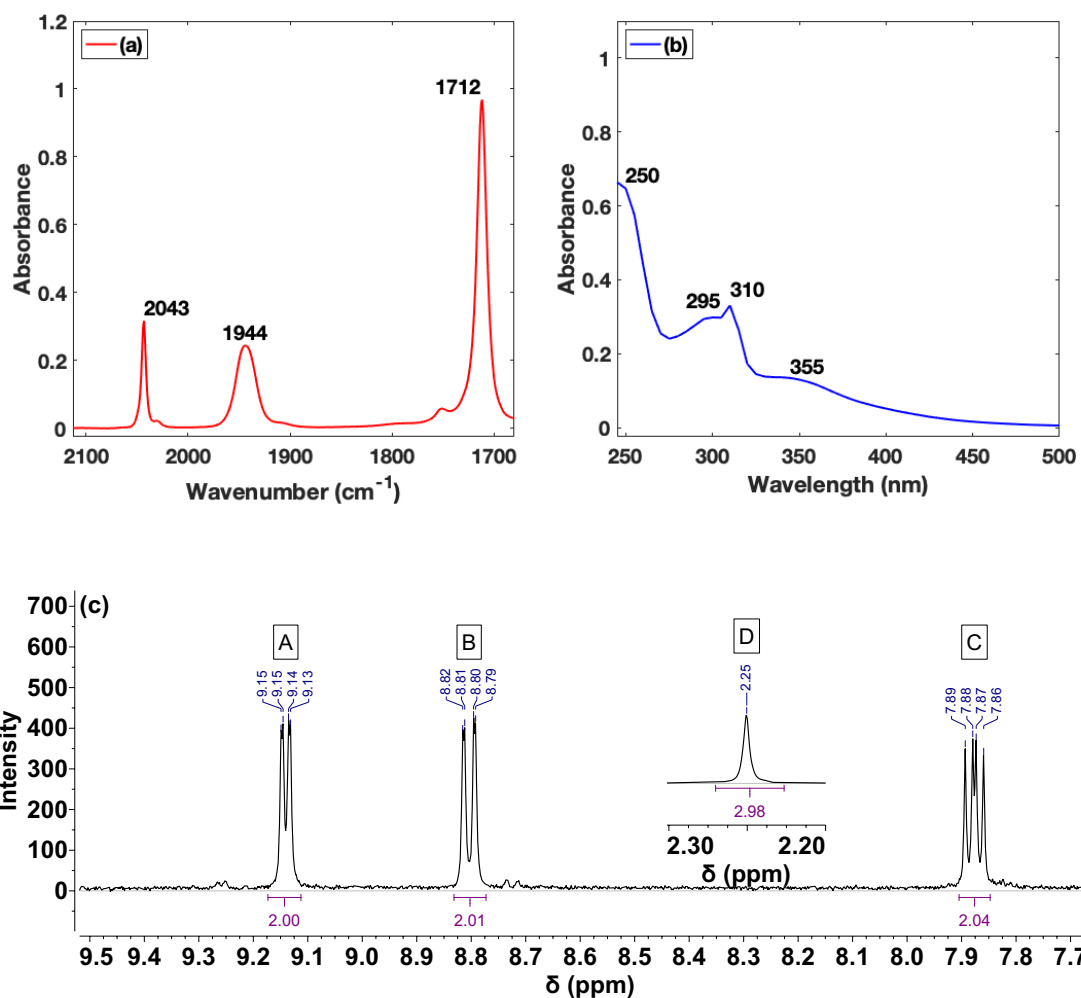 (a)
1.2
1
0.8
0.6
0.4
0.2
0
Absorbance
2043
1944
1712
2100 2000 1900 1800 1700
Wavenumber (cm⁻¹)
(b)
1
0.8
0.6
0.4
0.2
0
Absorbance
250
295
310
355
250 300 350 400 450 500
Wavelength (nm)
(c)
700
600
500
400
300
200
100
0
Intensity
A
9.15
9.15
9.14
9.13
2.00
B
8.82
8.81
8.80
8.79
2.01
D
2.25
2.98
2.30 2.20
δ (ppm)
C
7.89
7.88
7.87
7.86
2.04
9.5 9.4 9.3 9.2 9.1 9.0 8.9 8.8 8.7 8.6 8.5 8.4 8.3 8.2 8.1 8.0 7.9 7.8 7.7
δ (ppm)